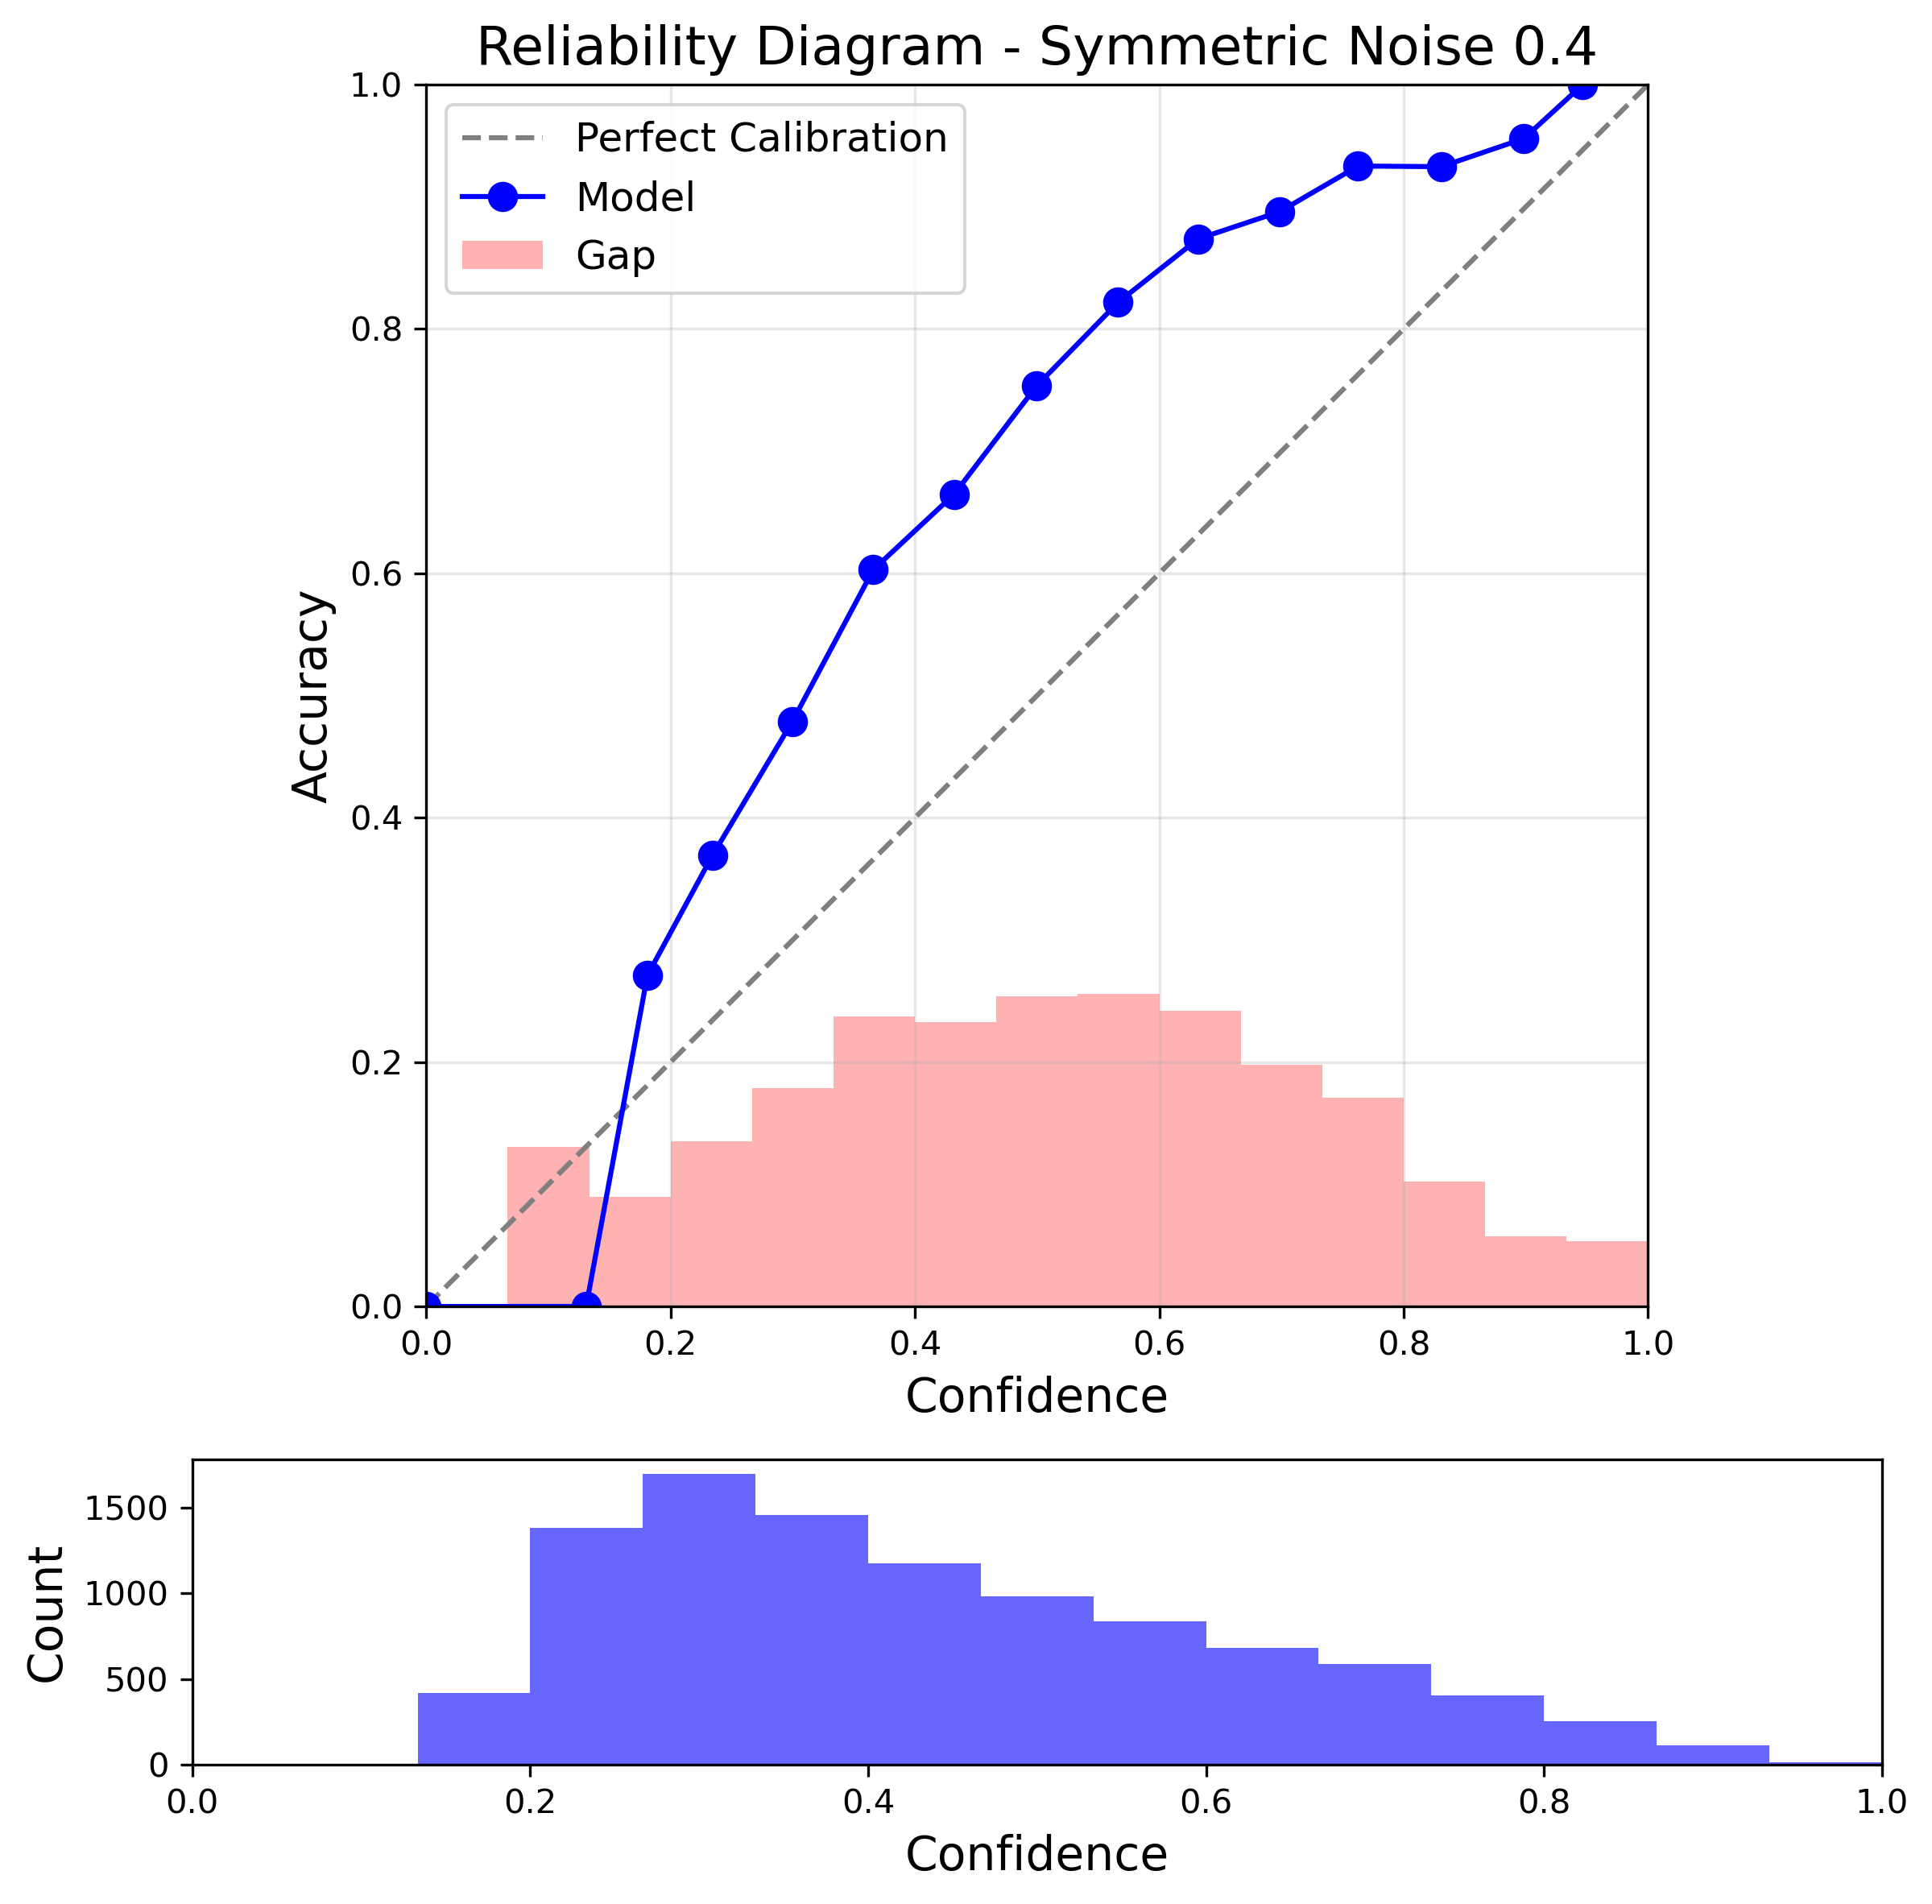 Reliability Diagram - Symmetric Noise 0.4
Perfect Calibration
Model
Gap
1.0
0.8
0.6
0.4
0.2
0.0
Accuracy
0.0 0.2 0.4 0.6 0.8 1.0
Confidence
1500
1000
500
0
Count
0.0 0.2 0.4 0.6 0.8 1.0
Confidence